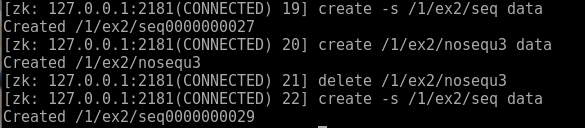 [zk: 127.0.0.1:2181(CONNECTED) 19] create -s /1/ex2/seq data
Created /1/ex2/seq0000000027
[zk: 127.0.0.1:2181(CONNECTED) 20] create /1/ex2/nosequ3 data
Created /1/ex2/nosequ3
[zk: 127.0.0.1:2181(CONNECTED) 21] delete /1/ex2/nosequ3
[zk: 127.0.0.1:2181(CONNECTED) 22] create -s /1/ex2/seq data
Created /1/ex2/seq0000000029